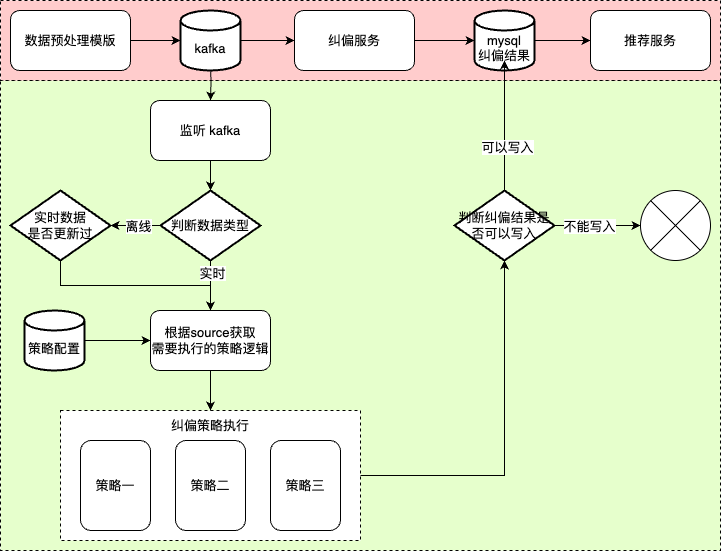 数据预处理模版
kafka
纠偏服务
mysql
纠偏结果
推荐服务
监听 kafka
可以写入
实时数据
是否更新过
离线
判断数据类型
判断纠偏结果是
否可以写入
不能写入
实时
策略配置
根据source获取
需要执行的策略逻辑
纠偏策略执行
策略一
策略二
策略三